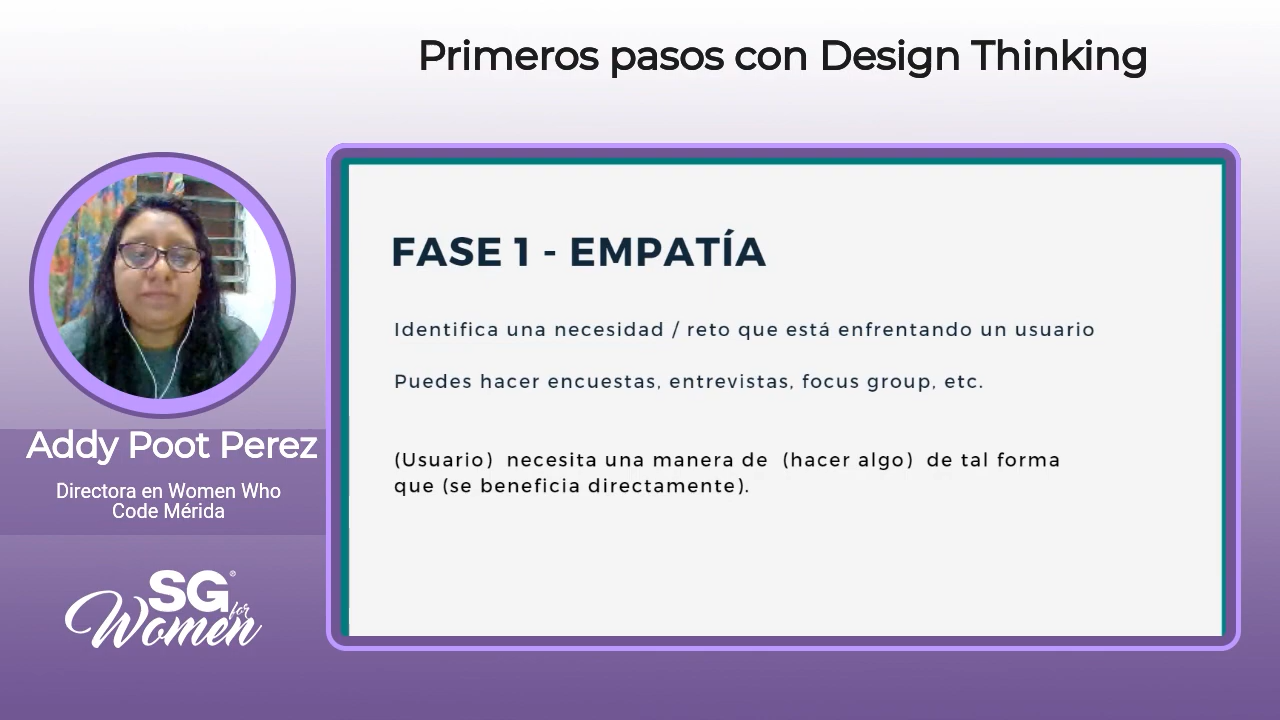 Primeros pasos con Design Thinking
FASE 1 - EMPATÍA
Identifica una necesidad / reto que está enfrentando un usuario
Puedes hacer encuestas, entrevistas, focus group, etc.
(Usuario) necesita una manera de (hacer algo) de tal forma
que (se beneficia directamente).
Addy Poot Perez
Directora en Women Who
Code Mérida
SG®
for
Women